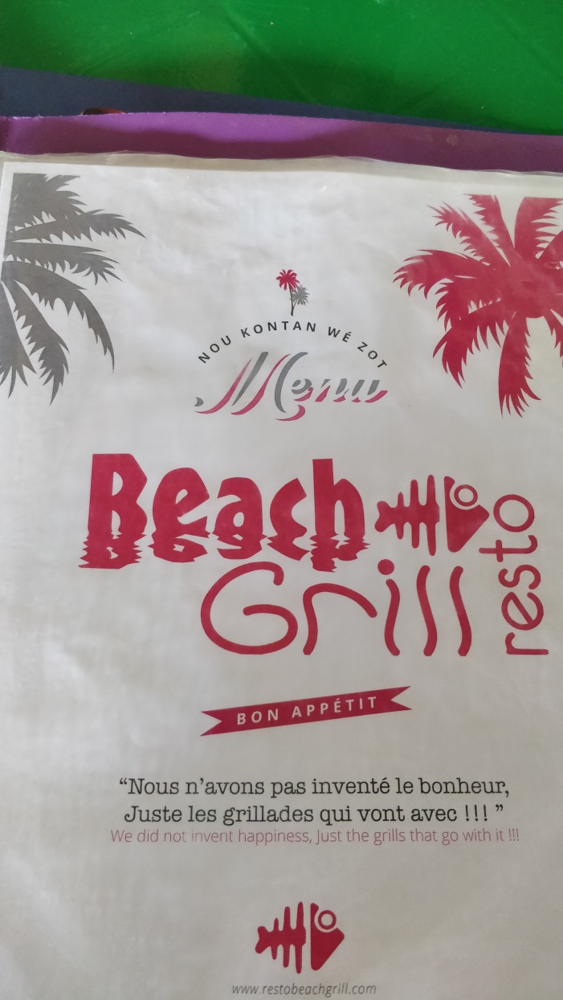 NOU KONTAN WÉ ZOT
Menu
Beach
Grill
resto
BON APPÉTIT
“Nous n’avons pas inventé le bonheur,
Juste les grillades qui vont avec !!! ”
We did not invent happiness, Just the grills that go with it !!!
www.restobeachgrill.com